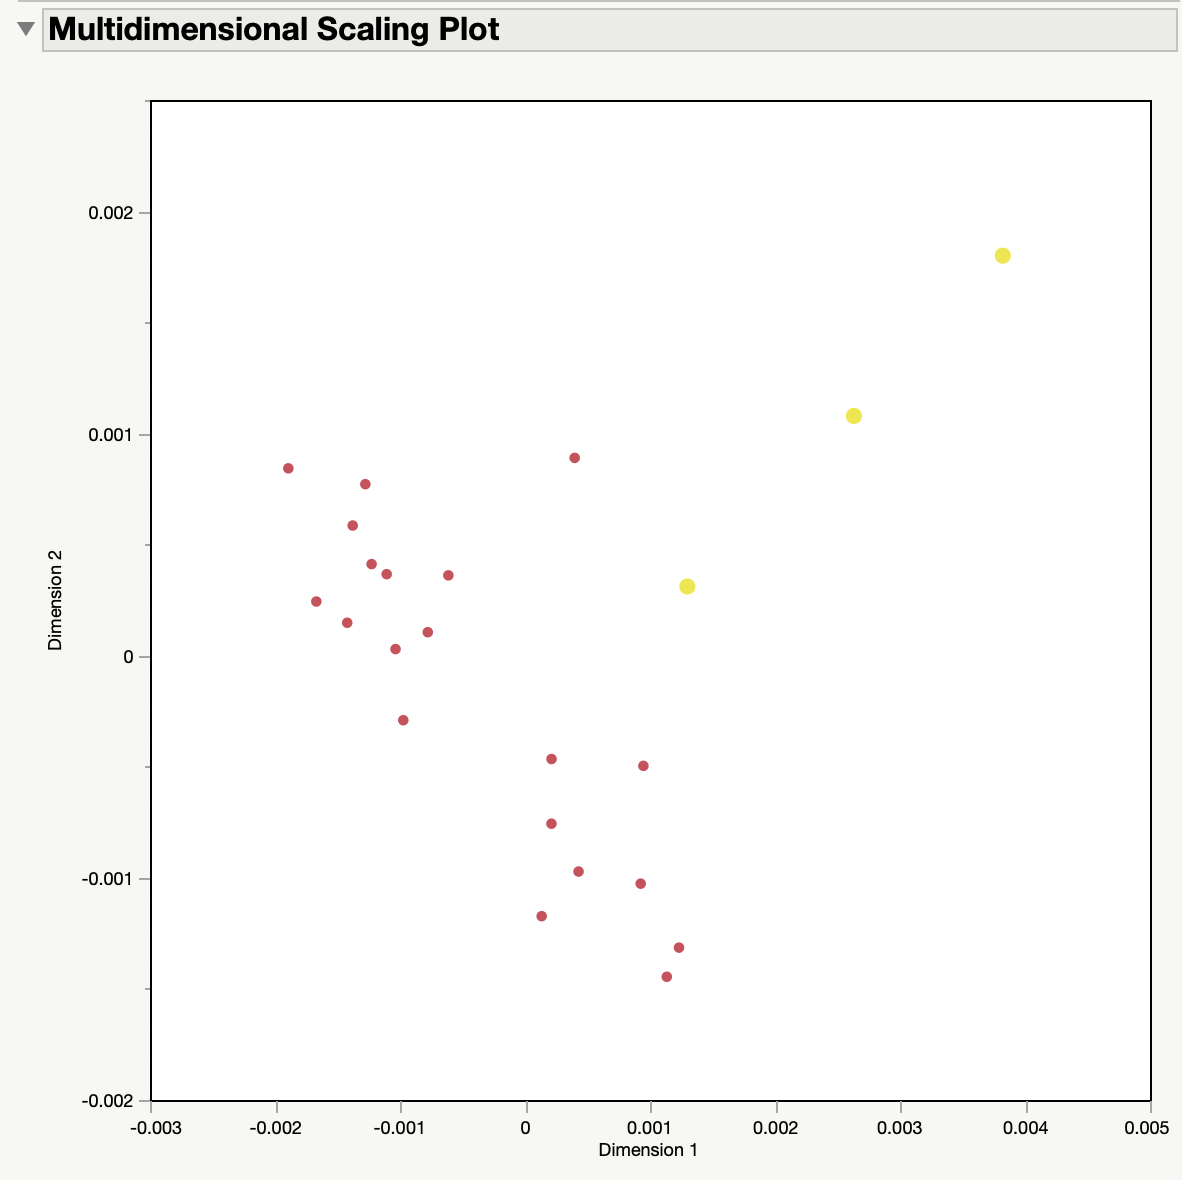 Multidimensional Scaling Plot
0.002
0.001
0
-0.001
-0.002
Dimension 2
-0.003 -0.002 -0.001 0 0.001 0.002 0.003 0.004 0.005
Dimension 1